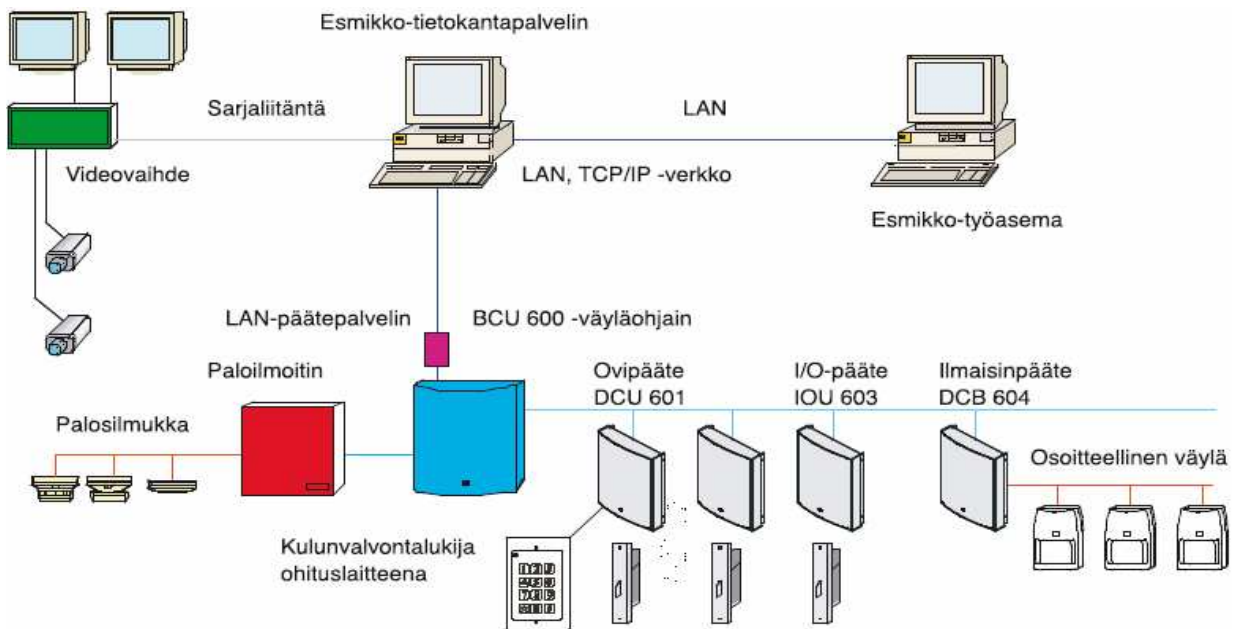 Esmikko-tietokantapalvelin
Sarjaliitäntä
LAN
Videovaihde
LAN, TCP/IP -verkko
Esmikko-työasema
LAN-päätepalvelin
BCU 600 -väyläohjain
Paloilmoitin
Ovipääte
DCU 601
I/O-pääte
IOU 603
Ilmaisinpääte
DCB 604
Palosilmukka
Osoitteellinen väylä
Kulunvalvontalukija
ohituslaitteena